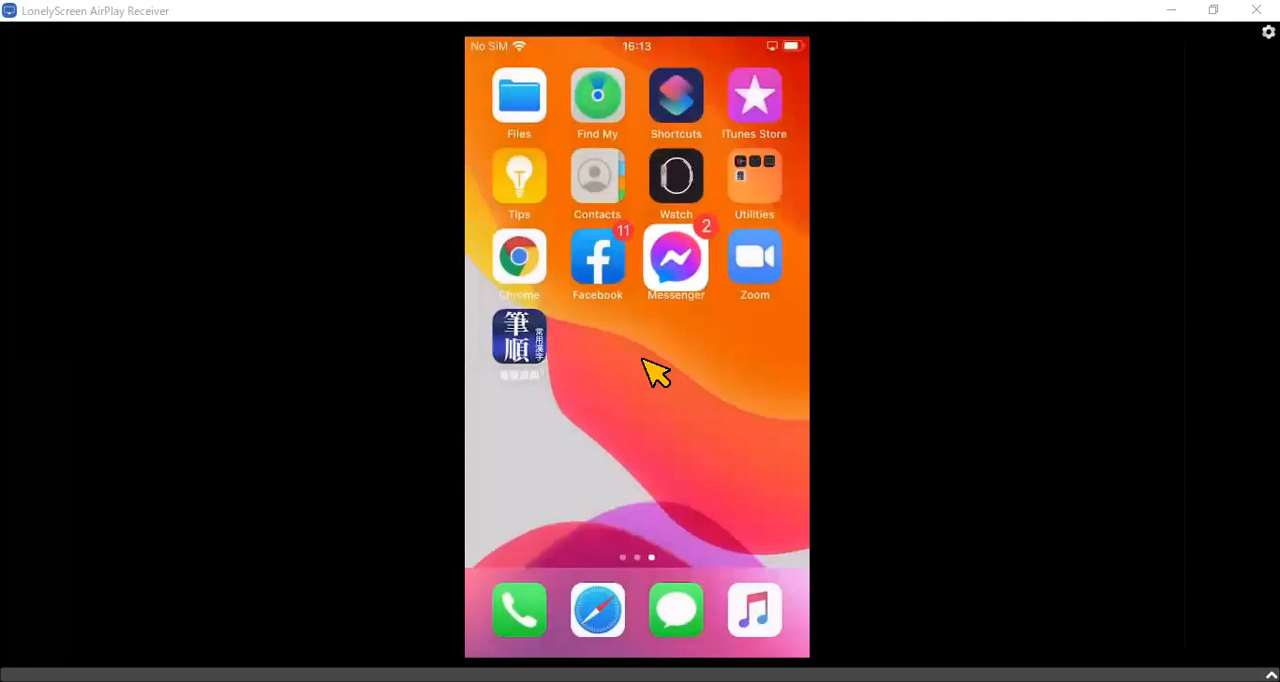 LonelyScreen AirPlay Receiver
No SIM 16:13
Files Find My Shortcuts iTunes Store
Tips Contacts Watch Utilities
11 2
Chrome Facebook Messenger Zoom
筆順
常用漢字